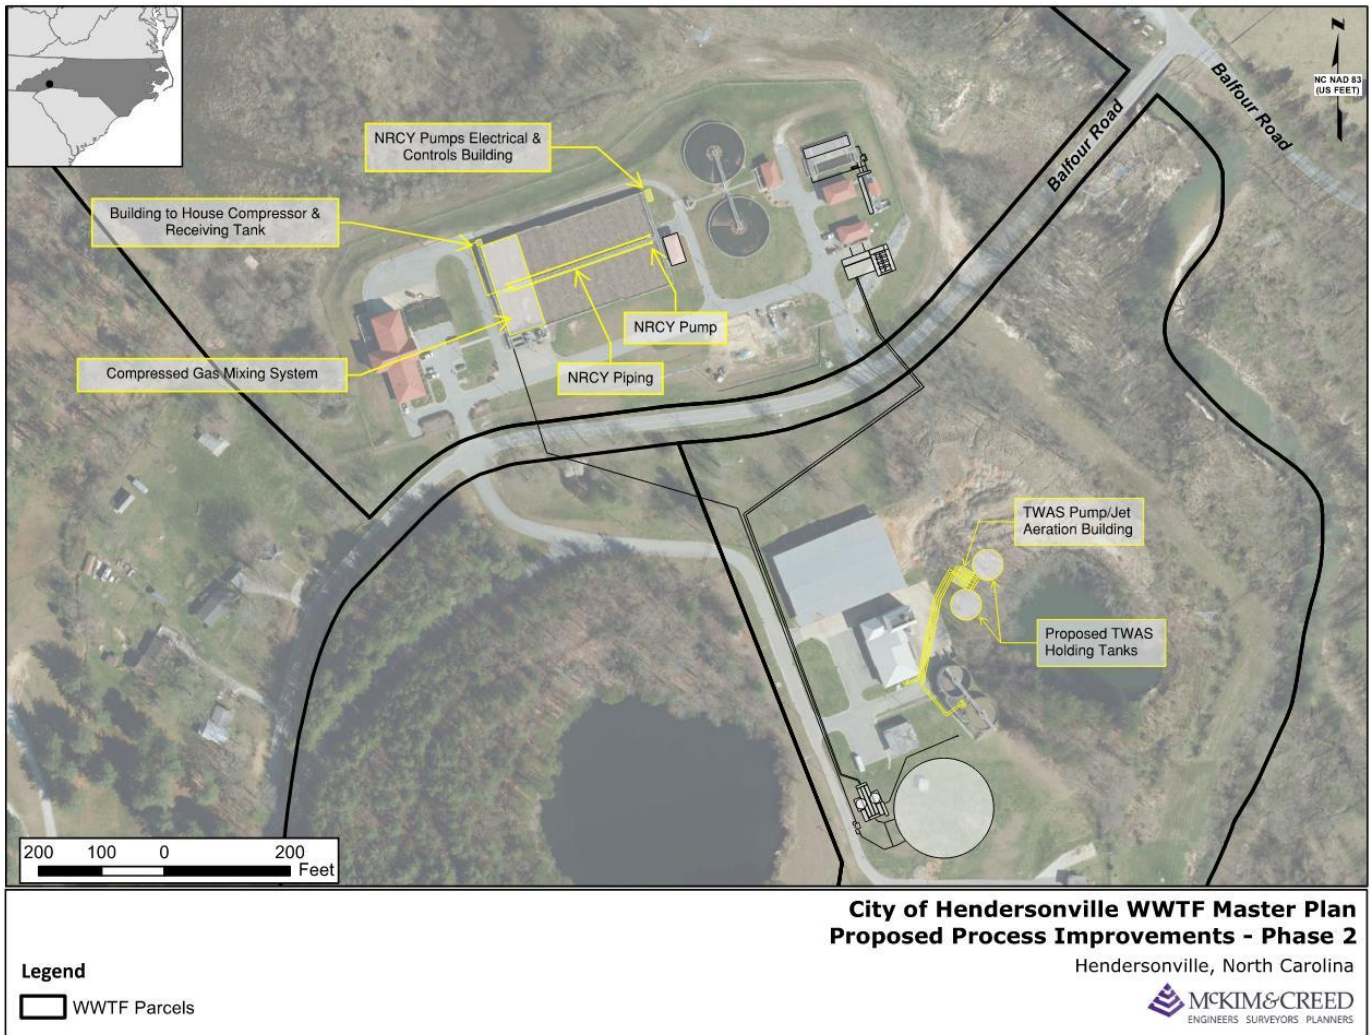 NC NAD 83
(US FEET)
Balfour Road
Balfour Road
NRCY Pumps Electrical &
Controls Building
Building to House Compressor &
Receiving Tank
NRCY Pump
Compressed Gas Mixing System
NRCY Piping
TWAS Pump/Jet
Aeration Building
Proposed TWAS
Holding Tanks
200 100 0 200
Feet
City of Hendersonville WWTF Master Plan
Proposed Process Improvements - Phase 2
Hendersonville, North Carolina
Legend
WWTF Parcels
McKIM&CREED
ENGINEERS SURVEYORS PLANNERS